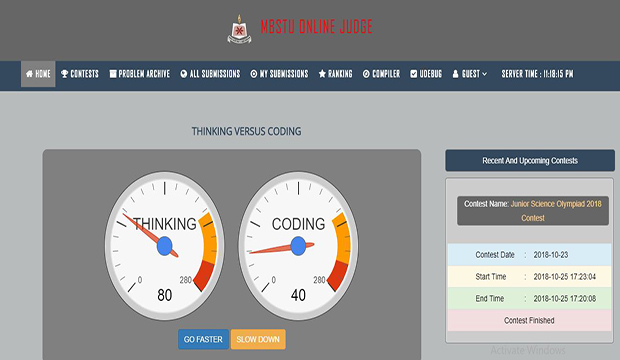 MBSTU ONLINE JUDGE
HOME CONTESTS PROBLEM ARCHIVE ALL SUBMISSIONS MY SUBMISSIONS RANKING COMPILER UDEBUG GUEST SERVER TIME : 11:18:15 PM
THINKING VERSUS CODING
Recent And Upcoming Contests
THINKING
0 280
80
CODING
0 280
40
GO FASTER SLOW DOWN
Contest Name: Junior Science Olympiad 2018
Contest
Contest Date : 2018-10-23
Start Time : 2018-10-25 17:23:04
End Time : 2018-10-25 17:20:08
Contest Finished
Activate Windows